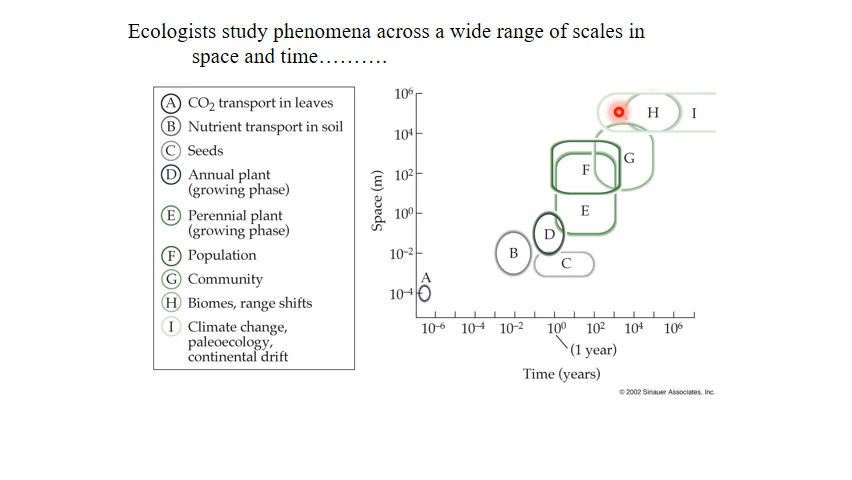 Ecologists study phenomena across a wide range of scales in
space and time……….
A CO₂ transport in leaves
B Nutrient transport in soil
C Seeds
D Annual plant
(growing phase)
E Perennial plant
(growing phase)
F Population
G Community
H Biomes, range shifts
I Climate change,
paleoecology,
continental drift
Space (m)
10⁶
10⁴
10²
10⁰
10⁻²
10⁻⁴
H
I
G
F
E
D
B
C
A
10⁻⁶ 10⁻⁴ 10⁻² 10⁰ 10² 10⁴ 10⁶
(1 year)
Time (years)
© 2002 Sinauer Associates, Inc.